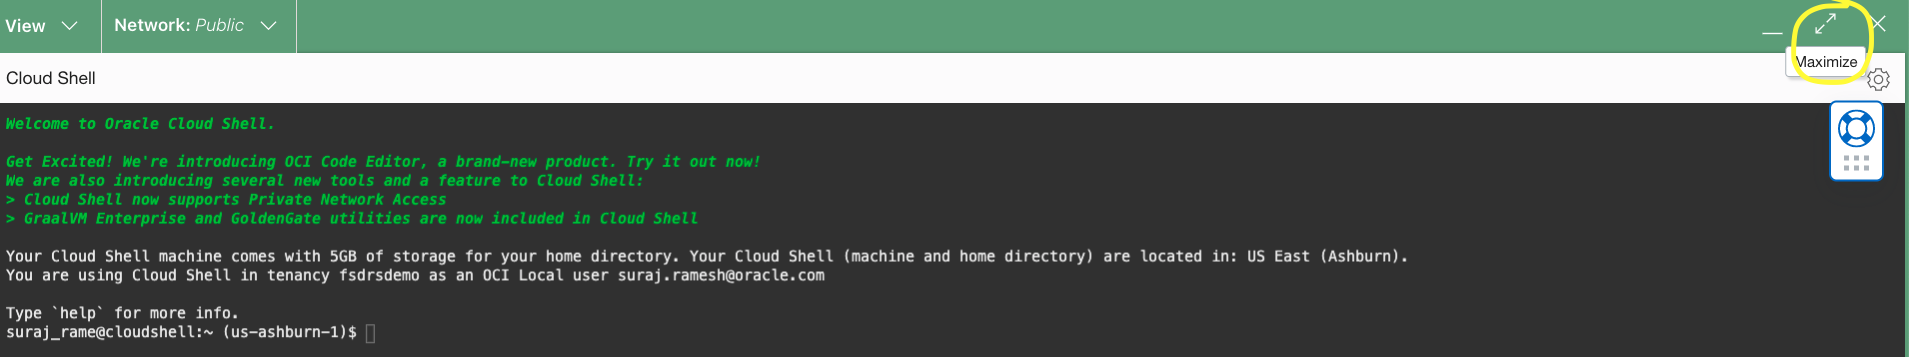 View
Network: Public
Maximize
Cloud Shell
Welcome to Oracle Cloud Shell.
Get Excited! We're introducing OCI Code Editor, a brand-new product. Try it out now!
We are also introducing several new tools and a feature to Cloud Shell:
> Cloud Shell now supports Private Network Access
> GraalVM Enterprise and GoldenGate utilities are now included in Cloud Shell
Your Cloud Shell machine comes with 5GB of storage for your home directory. Your Cloud Shell (machine and home directory) are located in: US East (Ashburn).
You are using Cloud Shell in tenancy fsdrsdemo as an OCI Local user suraj.ramesh@oracle.com
Type `help` for more info.
suraj_rame@cloudshell:~ (us-ashburn-1)$